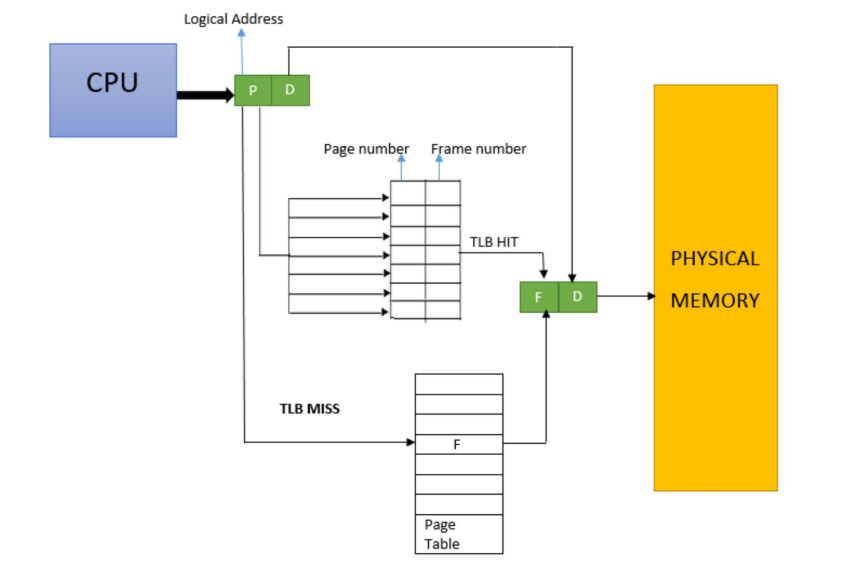 Logical Address
CPU
P D
Page number Frame number
TLB HIT
F D
PHYSICAL
MEMORY
TLB MISS
F
Page
Table